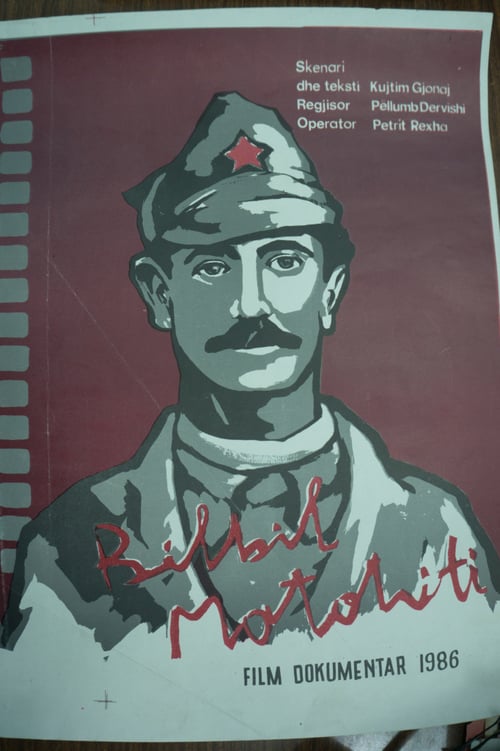 Skenari
dhe teksti Kujtim Gjonaj
Regjisor Pëllumb Dervishi
Operator Petrit Rexha
Bilbil
Matohiti
FILM DOKUMENTAR 1986